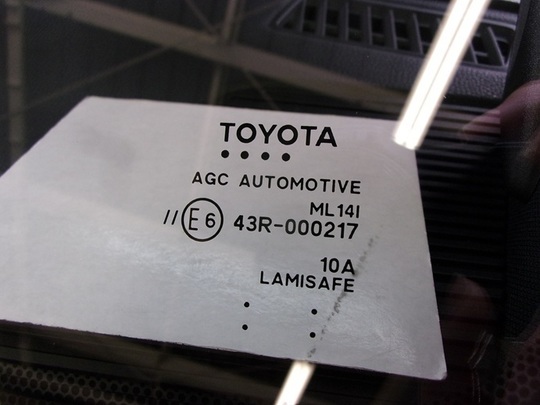 TOYOTA
••••
AGC AUTOMOTIVE
ML14I
// E6 43R-000217
10A
LAMISAFE